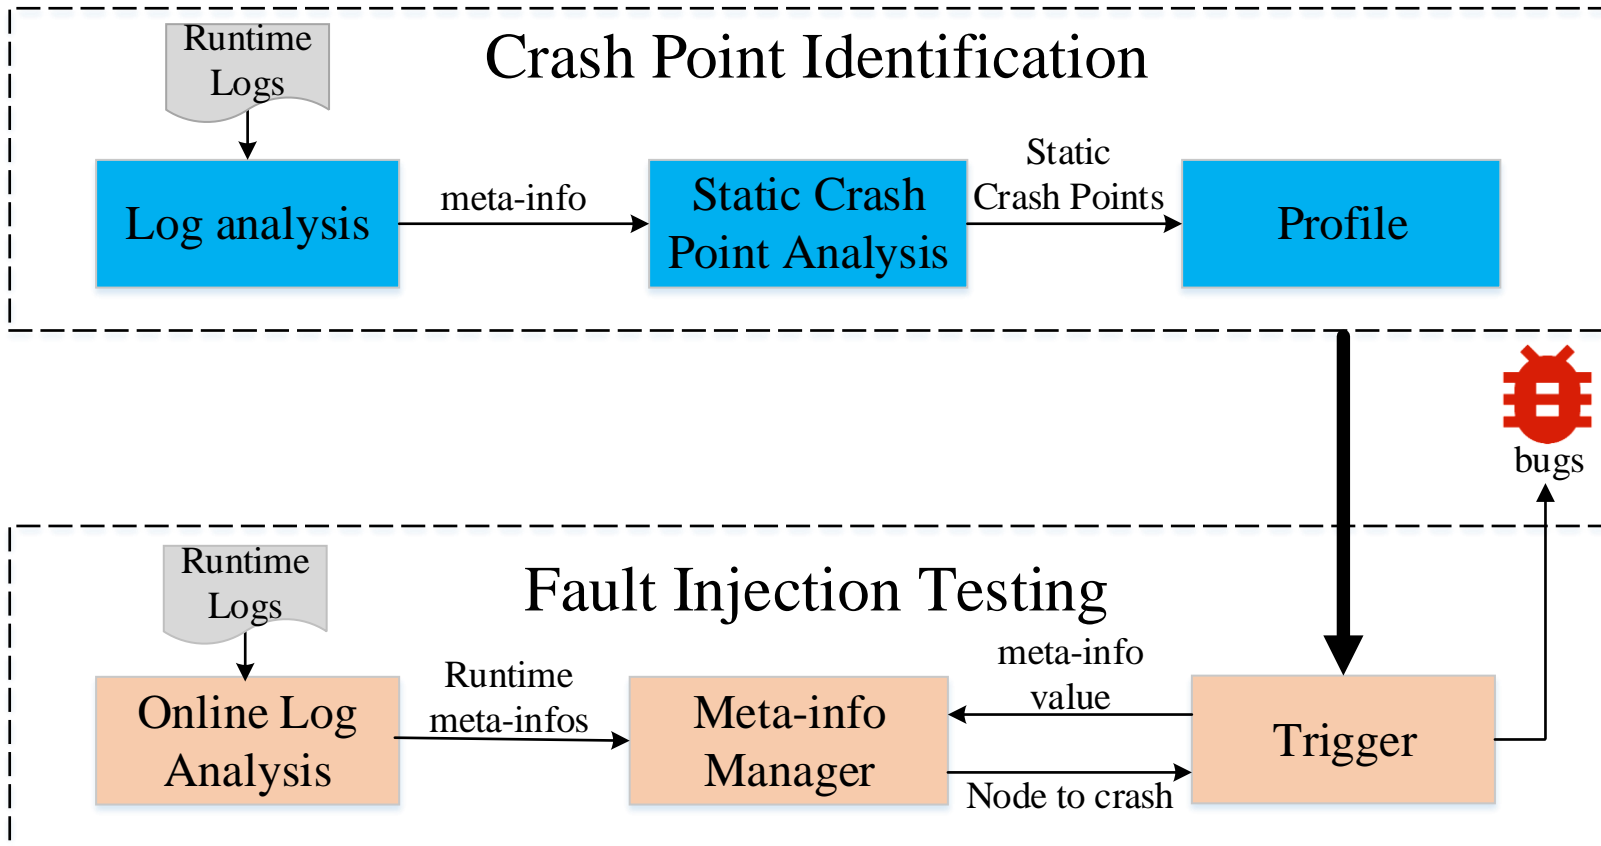 Runtime
Logs
Crash Point Identification
Log analysis
meta-info
Static Crash
Point Analysis
Static
Crash Points
Profile
bugs
Runtime
Logs
Fault Injection Testing
Online Log
Analysis
Runtime
meta-infos
Meta-info
Manager
meta-info
value
Node to crash
Trigger